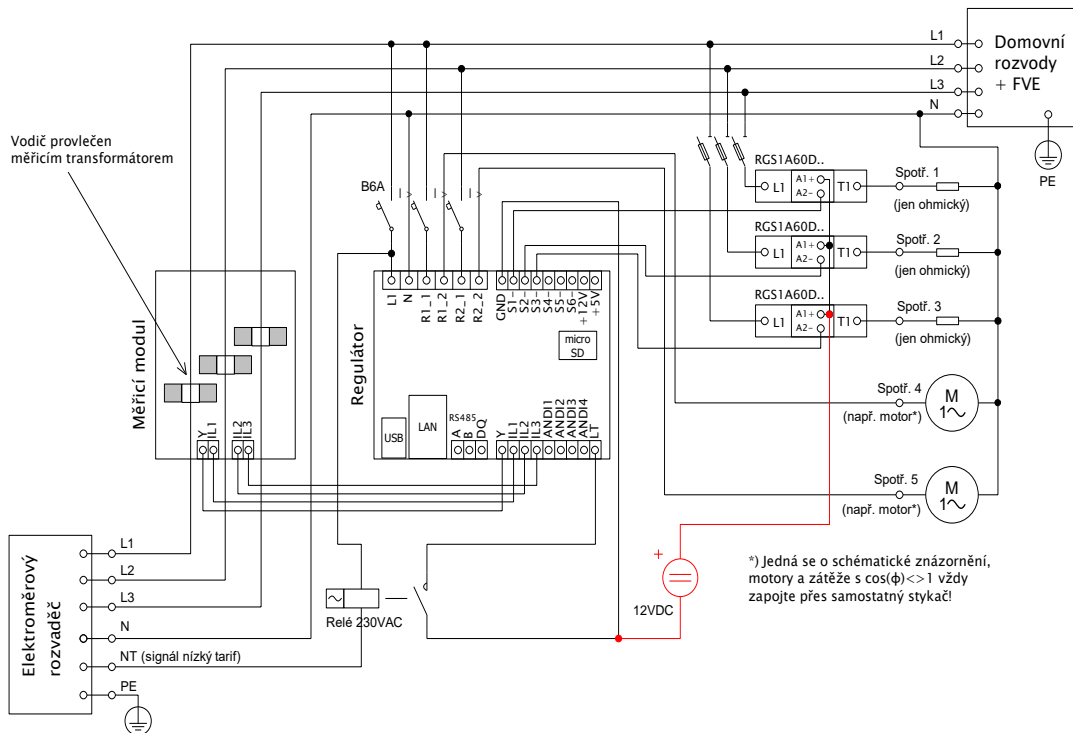 L1
L2
L3
N
Domovní
rozvody
+ FVE
PE
Vodič provlečen
měřicím transformátorem
B6A
I >
I >
I >
RGS1A60D..
L1
A1+
A2-
T1
Spotř. 1
(jen ohmický)
RGS1A60D..
L1
A1+
A2-
T1
Spotř. 2
(jen ohmický)
RGS1A60D..
L1
A1+
A2-
T1
Spotř. 3
(jen ohmický)
Měřicí modul
Y
IL1
IL2
IL3
Regulátor
L1
N
R1_1
R1_2
R2_1
R2_2
GND
S1-
S2-
S3-
S4-
S5-
S6-
+12V
+5V
micro
SD
USB
LAN
RS485
A
B
DQ
Y
IL1
IL2
IL3
ANDI1
ANDI2
ANDI3
ANDI4
LT
Spotř. 4
(např. motor*)
M
1
Spotř. 5
(např. motor*)
M
1
Elektroměrový
rozvaděč
L1
L2
L3
N
NT (signál nízký tarif)
PE
Relé 230VAC
+
12VDC
*) Jedná se o schématické znázornění,
motory a zátěže s cos(ϕ)<>1 vždy
zapojte přes samostatný stykač!